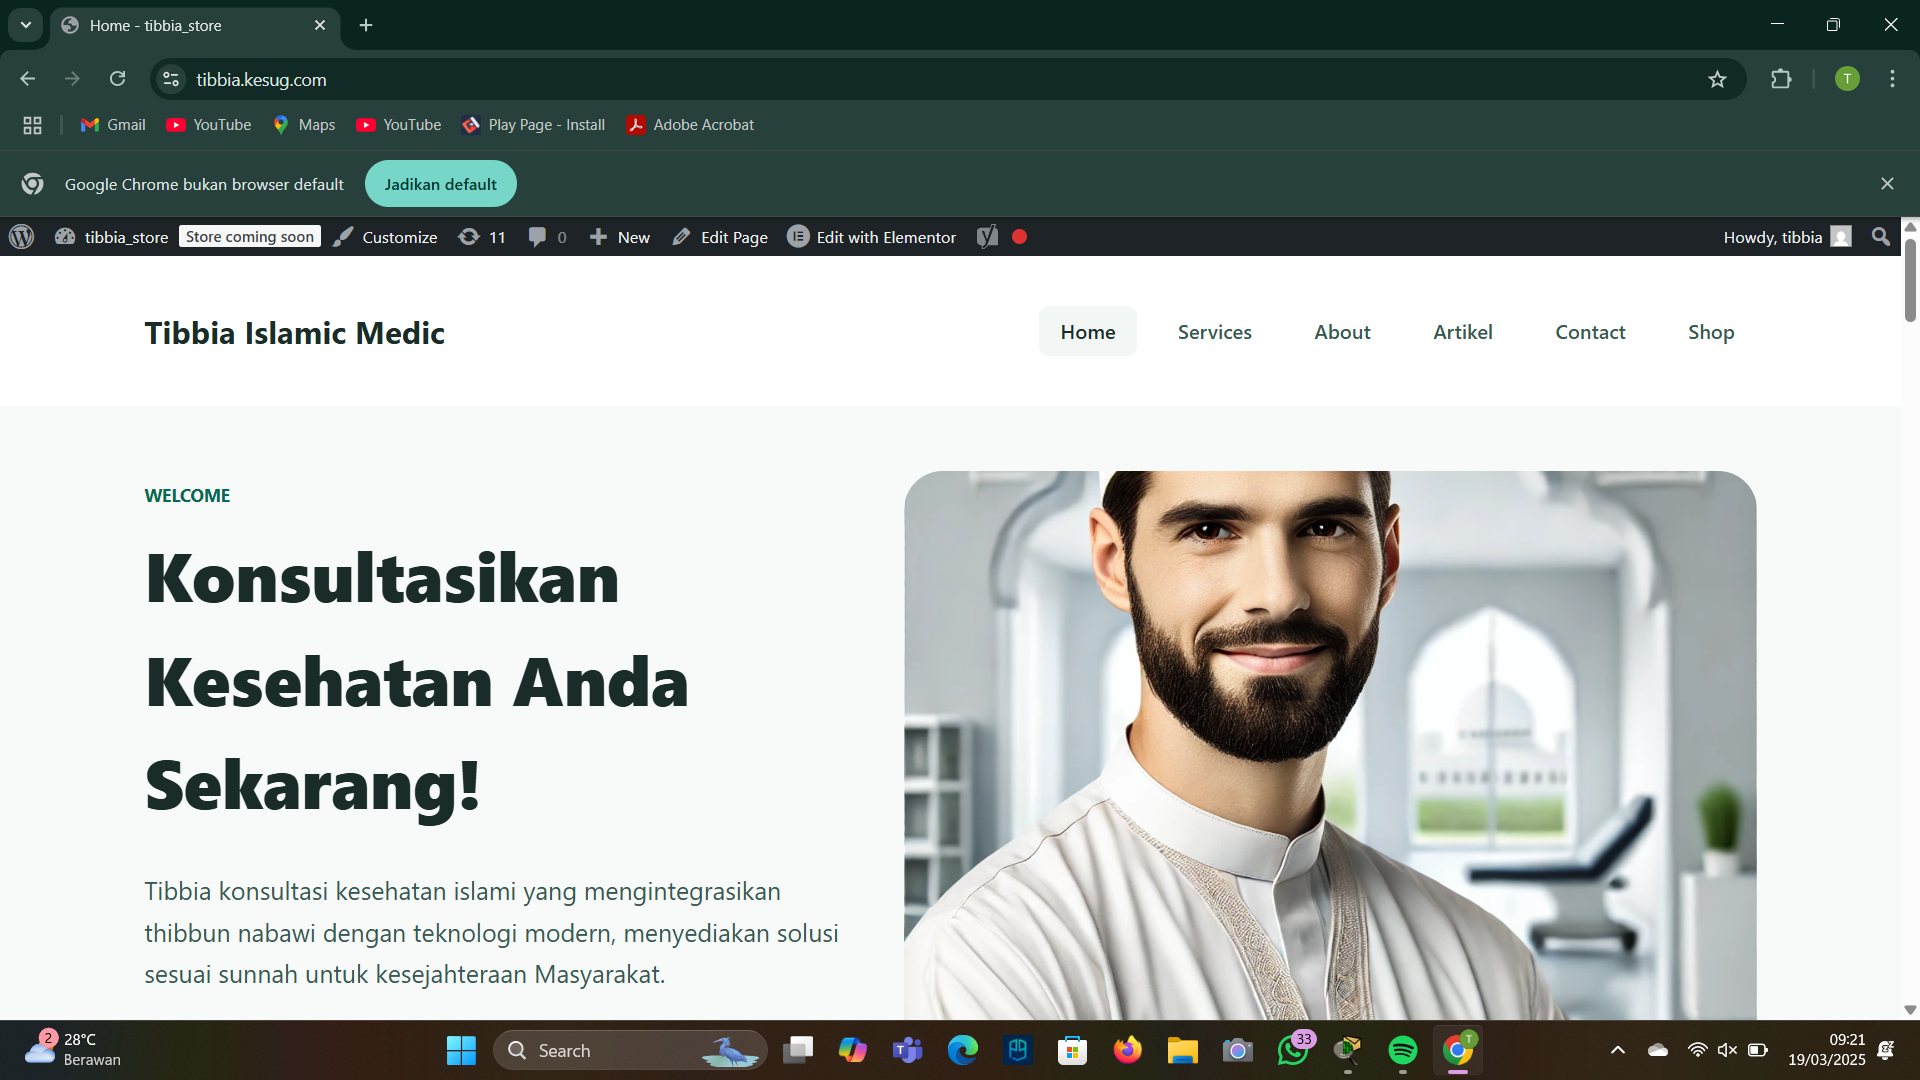 Home - tibbia_store
tibbia.kesug.com
T
Gmail
YouTube
Maps
YouTube
Play Page - Install
Adobe Acrobat
Google Chrome bukan browser default
Jadikan default
tibbia_store
Store coming soon
Customize
11
0
New
Edit Page
Edit with Elementor
Howdy, tibbia
Tibbia Islamic Medic
Home
Services
About
Artikel
Contact
Shop
WELCOME
Konsultasikan
Kesehatan Anda
Sekarang!
Tibbia konsultasi kesehatan islami yang mengintegrasikan
thibbun nabawi dengan teknologi modern, menyediakan solusi
sesuai sunnah untuk kesejahteraan Masyarakat.
2
28°C
Berawan
Search
33
T
09:21
19/03/2025